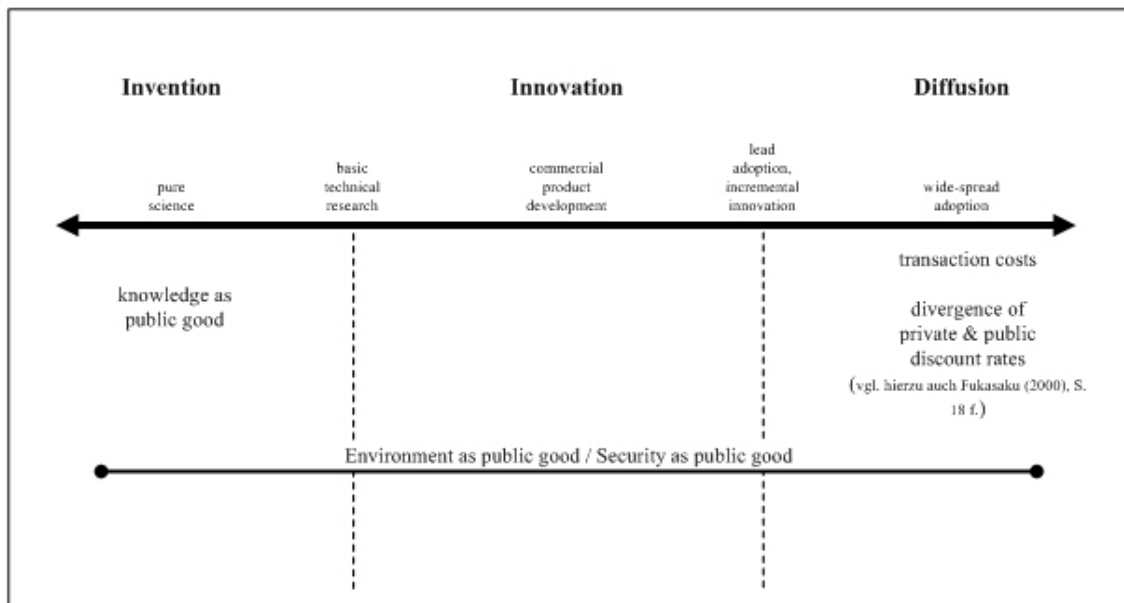 Invention
Innovation
Diffusion
pure
science
basic
technical
research
commercial
product
development
lead
adoption,
incremental
innovation
wide-spread
adoption
knowledge as
public good
transaction costs
divergence of
private & public
discount rates
(vgl. hierzu auch Fukasaku (2000), S.
18 f.)
Environment as public good / Security as public good